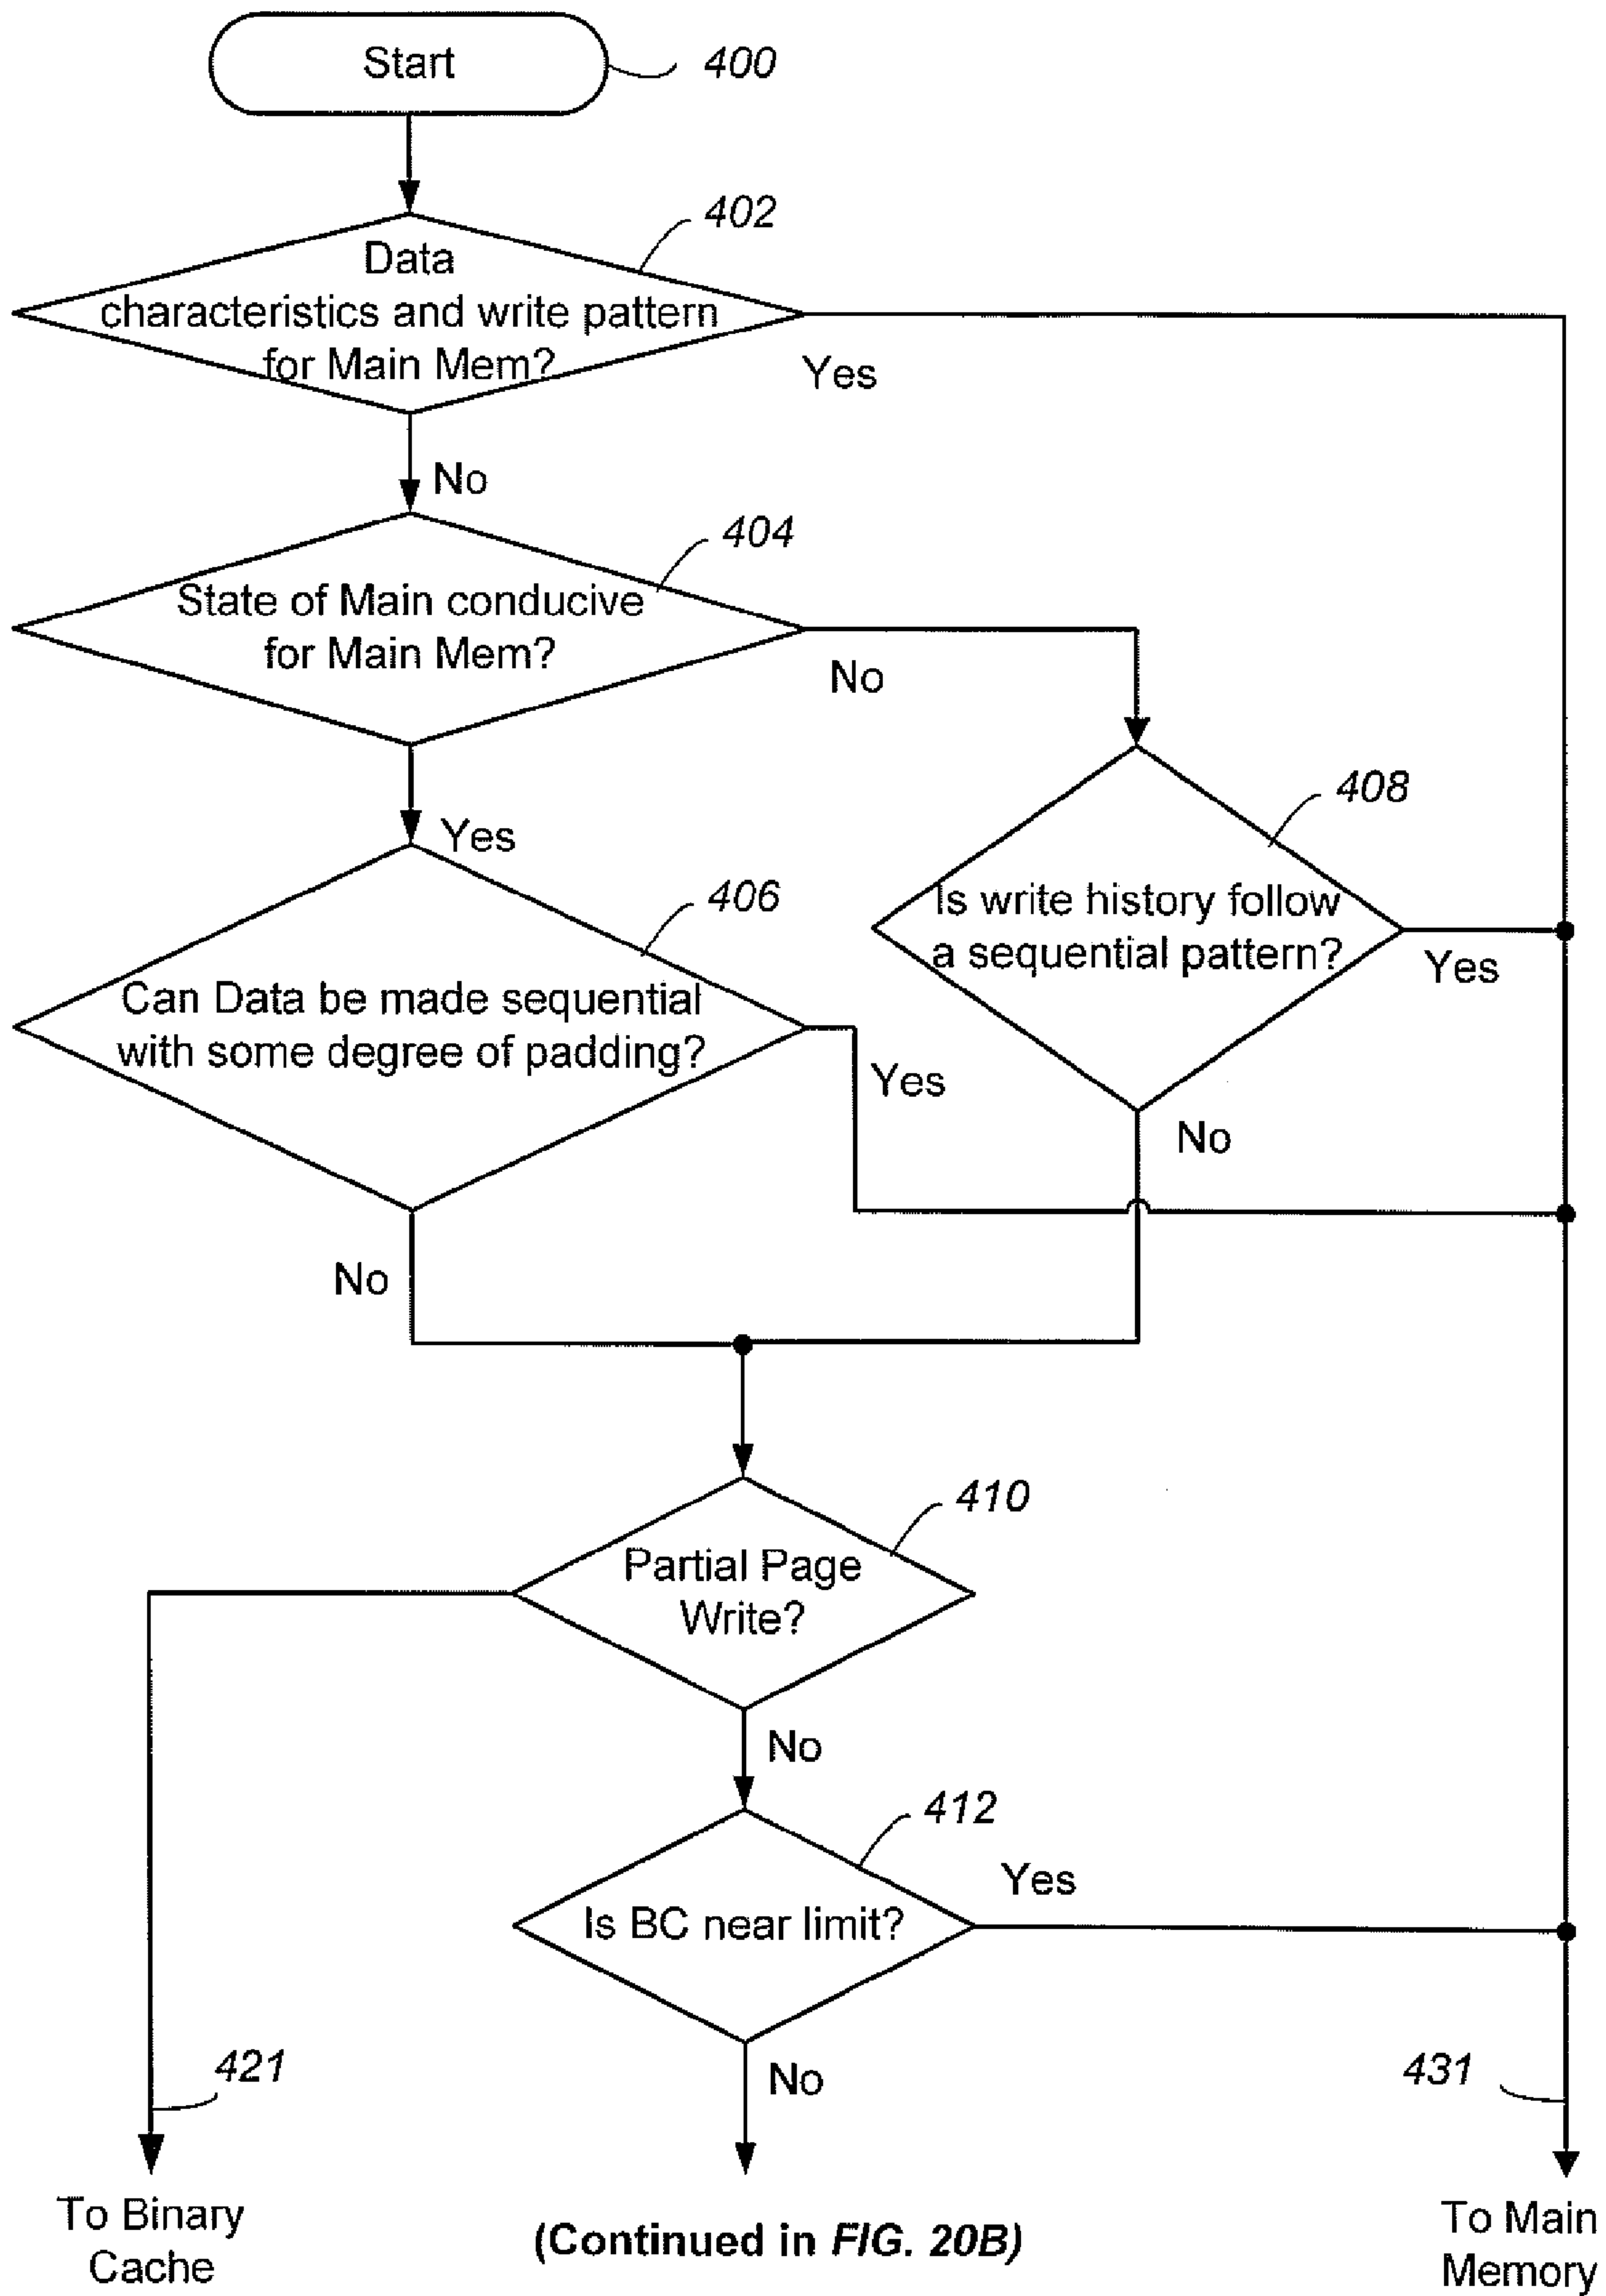 Start
400
402
Data
characteristics and write pattern
for Main Mem?
Yes
No
404
State of Main conducive
for Main Mem?
No
408
Yes
406
Is write history follow
a sequential pattern?
Yes
Can Data be made sequential
with some degree of padding?
Yes
No
No
410
Partial Page
Write?
No
412
Yes
Is BC near limit?
421
No
431
To Binary
Cache
(Continued in FIG. 20B)
To Main
Memory